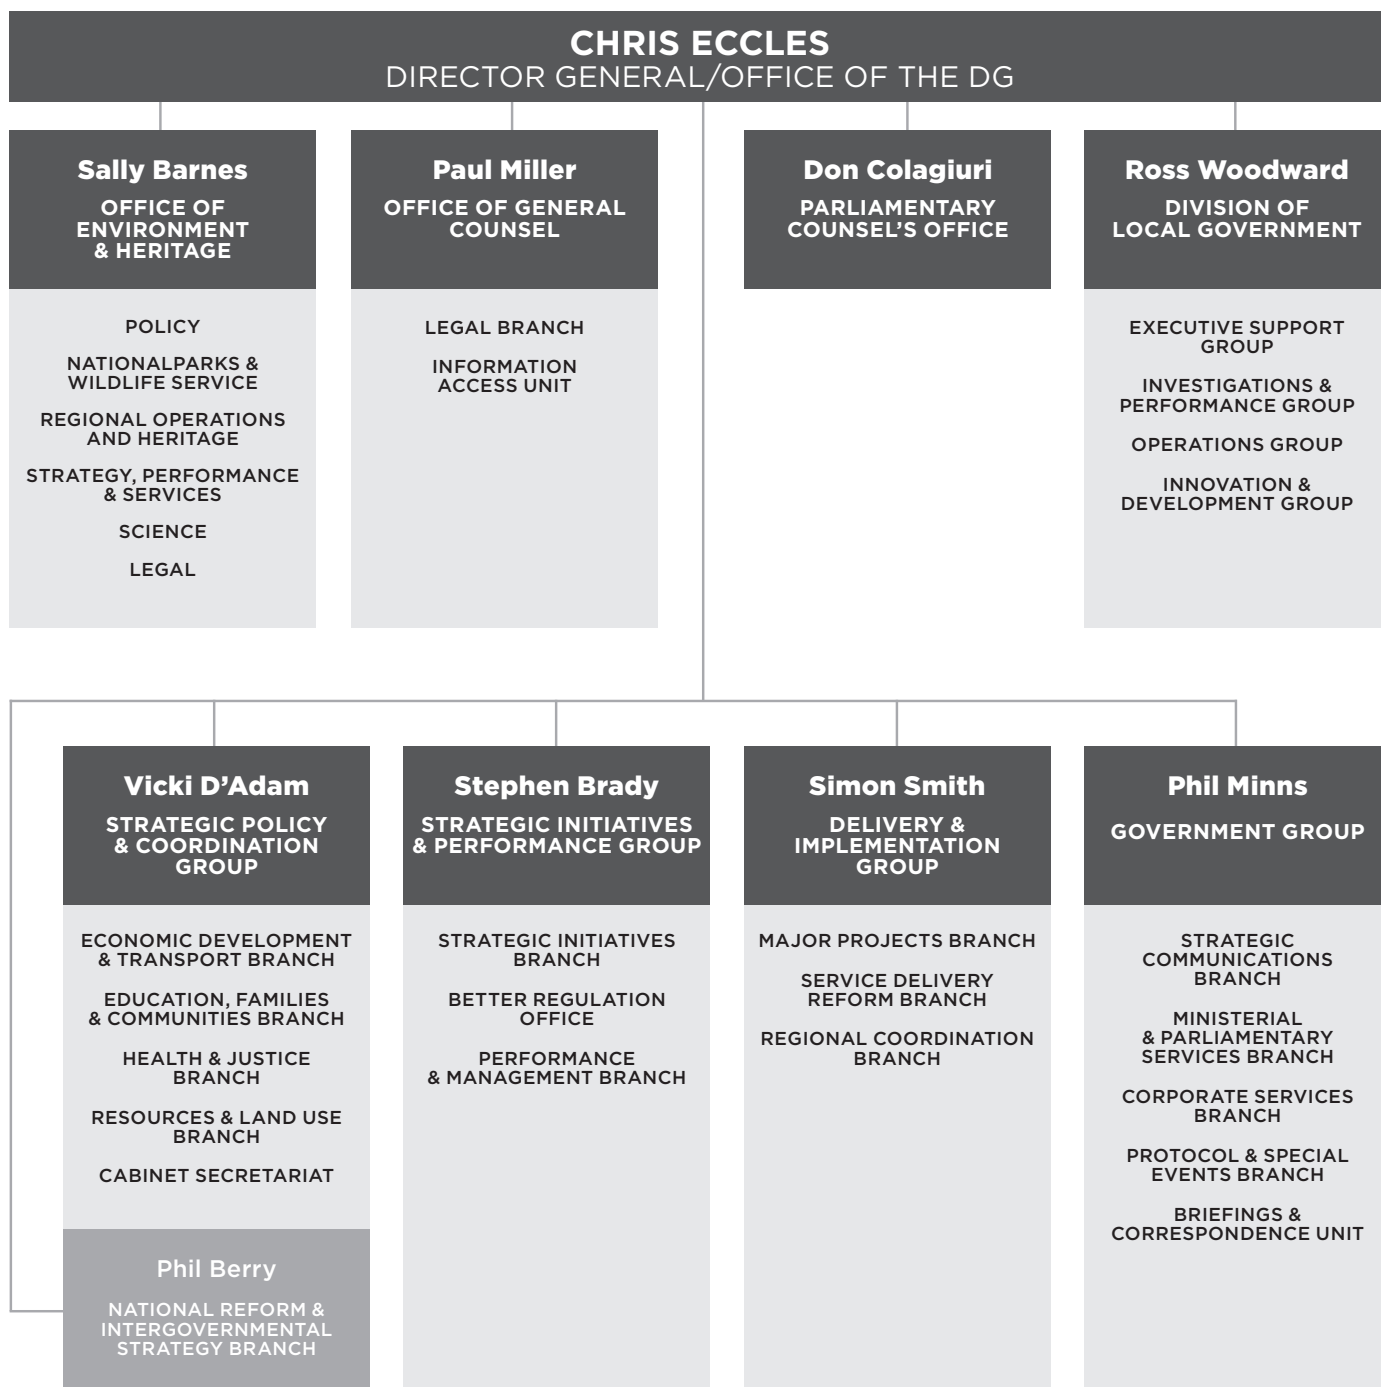 CHRIS ECCLES
DIRECTOR GENERAL/OFFICE OF THE DG
Sally Barnes
OFFICE OF
ENVIRONMENT
& HERITAGE
POLICY
NATIONALPARKS &
WILDLIFE SERVICE
REGIONAL OPERATIONS
AND HERITAGE
STRATEGY, PERFORMANCE
& SERVICES
SCIENCE
LEGAL
Paul Miller
OFFICE OF GENERAL
COUNSEL
LEGAL BRANCH
INFORMATION
ACCESS UNIT
Don Colagiuri
PARLIAMENTARY
COUNSEL’S OFFICE
Ross Woodward
DIVISION OF
LOCAL GOVERNMENT
EXECUTIVE SUPPORT
GROUP
INVESTIGATIONS &
PERFORMANCE GROUP
OPERATIONS GROUP
INNOVATION &
DEVELOPMENT GROUP
Vicki D’Adam
STRATEGIC POLICY
& COORDINATION
GROUP
ECONOMIC DEVELOPMENT
& TRANSPORT BRANCH
EDUCATION, FAMILIES
& COMMUNITIES BRANCH
HEALTH & JUSTICE
BRANCH
RESOURCES & LAND USE
BRANCH
CABINET SECRETARIAT
Phil Berry
NATIONAL REFORM &
INTERGOVERNMENTAL
STRATEGY BRANCH
Stephen Brady
STRATEGIC INITIATIVES
& PERFORMANCE GROUP
STRATEGIC INITIATIVES
BRANCH
BETTER REGULATION
OFFICE
PERFORMANCE
& MANAGEMENT BRANCH
Simon Smith
DELIVERY &
IMPLEMENTATION
GROUP
MAJOR PROJECTS BRANCH
SERVICE DELIVERY
REFORM BRANCH
REGIONAL COORDINATION
BRANCH
Phil Minns
GOVERNMENT GROUP
STRATEGIC
COMMUNICATIONS
BRANCH
MINISTERIAL
& PARLIAMENTARY
SERVICES BRANCH
CORPORATE SERVICES
BRANCH
PROTOCOL & SPECIAL
EVENTS BRANCH
BRIEFINGS &
CORRESPONDENCE UNIT